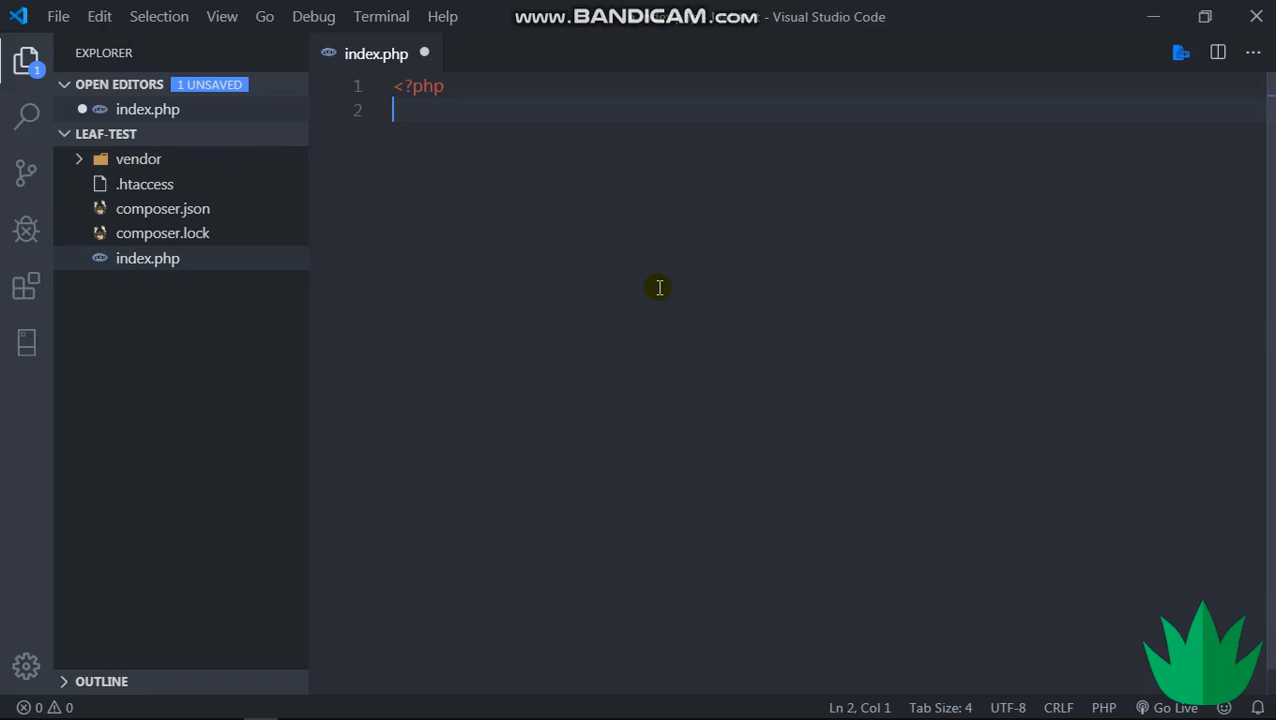 File Edit Selection View Go Debug Terminal Help
www.BANDICAM.com - Visual Studio Code
EXPLORER
index.php
OPEN EDITORS 1 UNSAVED
index.php
LEAF-TEST
vendor
.htaccess
composer.json
composer.lock
index.php
OUTLINE
1
1 <?php
2
PHP
0 0
Ln 2, Col 1 Tab Size: 4 UTF-8 CRLF PHP Go Live